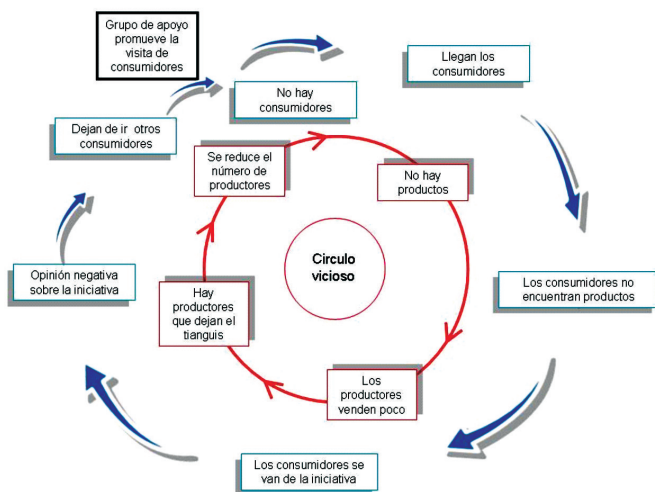 Grupo de apoyo
promueve la
visita de
consumidores
No hay
consumidores
Llegan los
consumidores
Dejan de ir otros
consumidores
Se reduce el
número de
productores
No hay
productos
Circulo
vicioso
Opinión negativa
sobre la iniciativa
Hay
productores
que dejan el
tianguis
Los consumidores no
encuentran productos
Los
productores
venden poco
Los consumidores se
van de la iniciativa